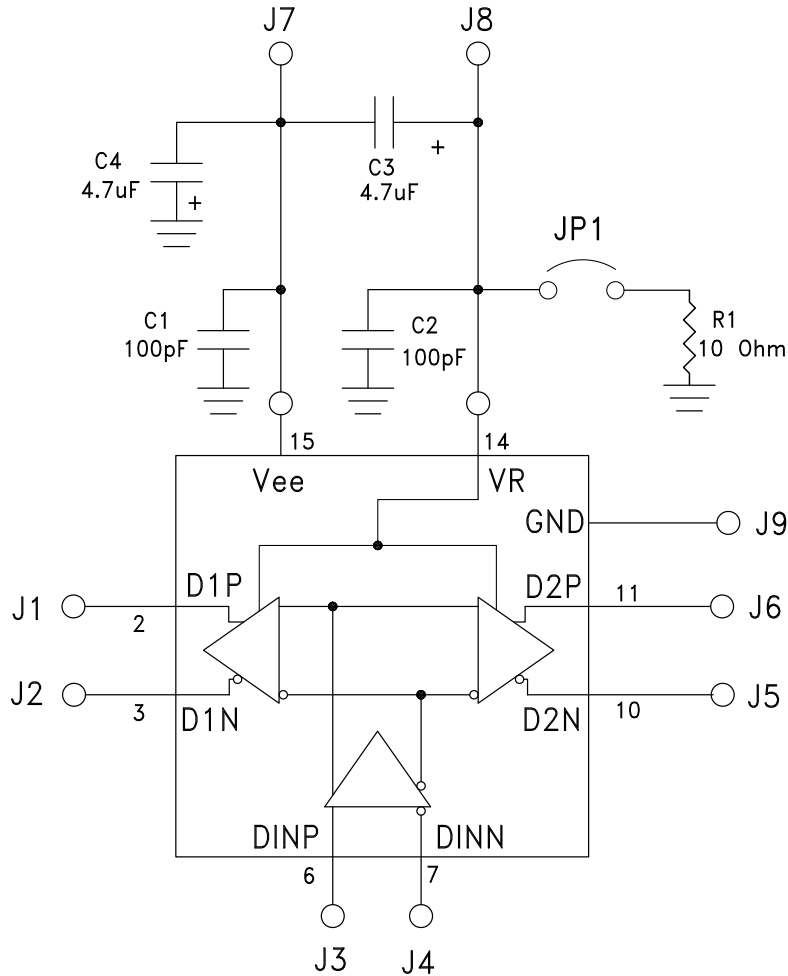 J7
J8
C4
4.7uF
+
C3
4.7uF
+
JP1
C1
100pF
C2
100pF
R1
10 Ohm
15
14
Vee
VR
GND
J9
J1
2
D1P
D2P
11
J6
J2
3
D1N
D2N
10
J5
DINP
DINN
6
7
J3
J4